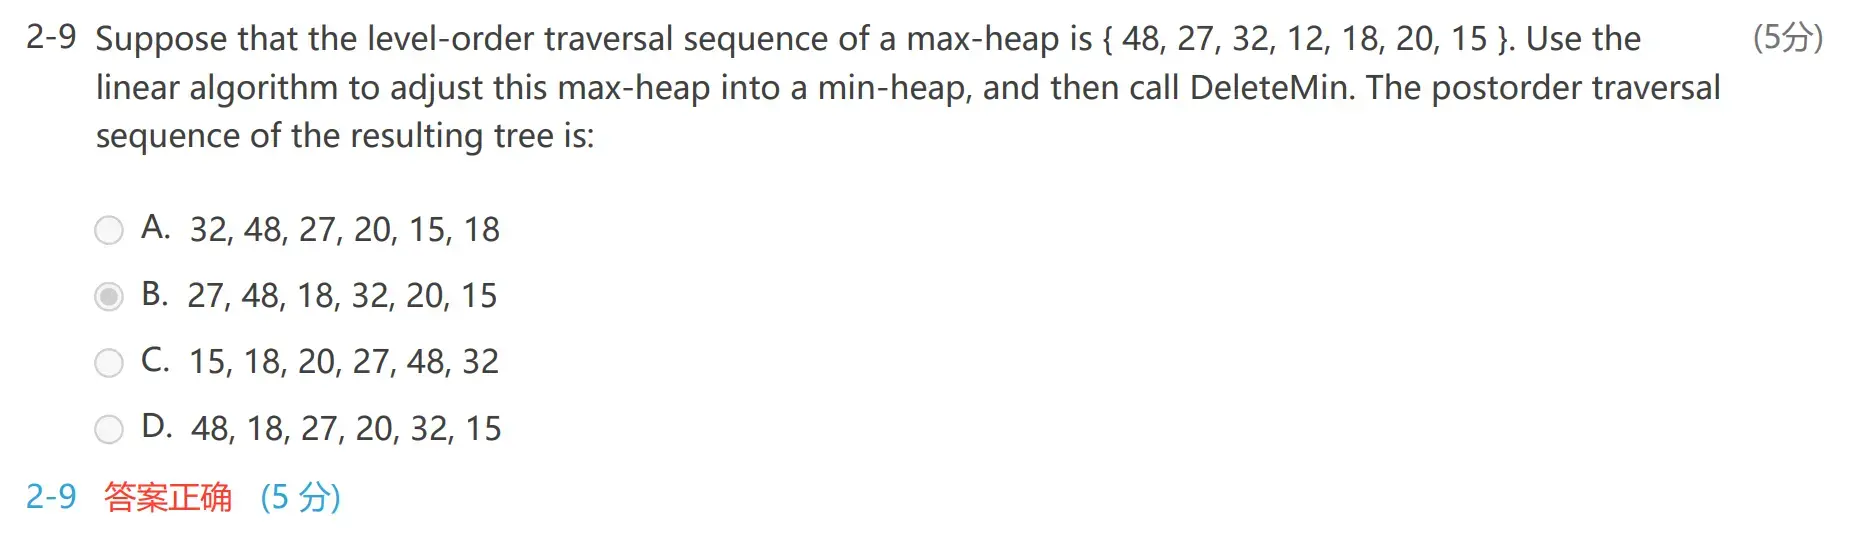 2-9 Suppose that the level-order traversal sequence of a max-heap is { 48, 27, 32, 12, 18, 20, 15 }. Use the (5分)
linear algorithm to adjust this max-heap into a min-heap, and then call DeleteMin. The postorder traversal
sequence of the resulting tree is:
A. 32, 48, 27, 20, 15, 18
B. 27, 48, 18, 32, 20, 15
C. 15, 18, 20, 27, 48, 32
D. 48, 18, 27, 20, 32, 15
2-9 答案正确 (5 分)